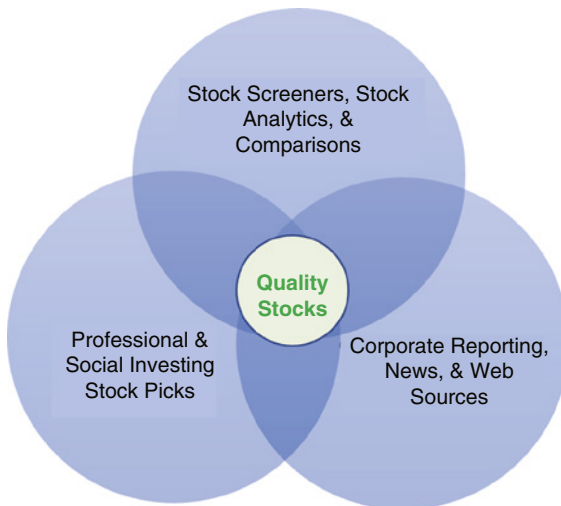 Stock Screeners, Stock
Analytics, &
Comparisons
Quality
Stocks
Professional &
Social Investing
Stock Picks
Corporate Reporting,
News, & Web
Sources